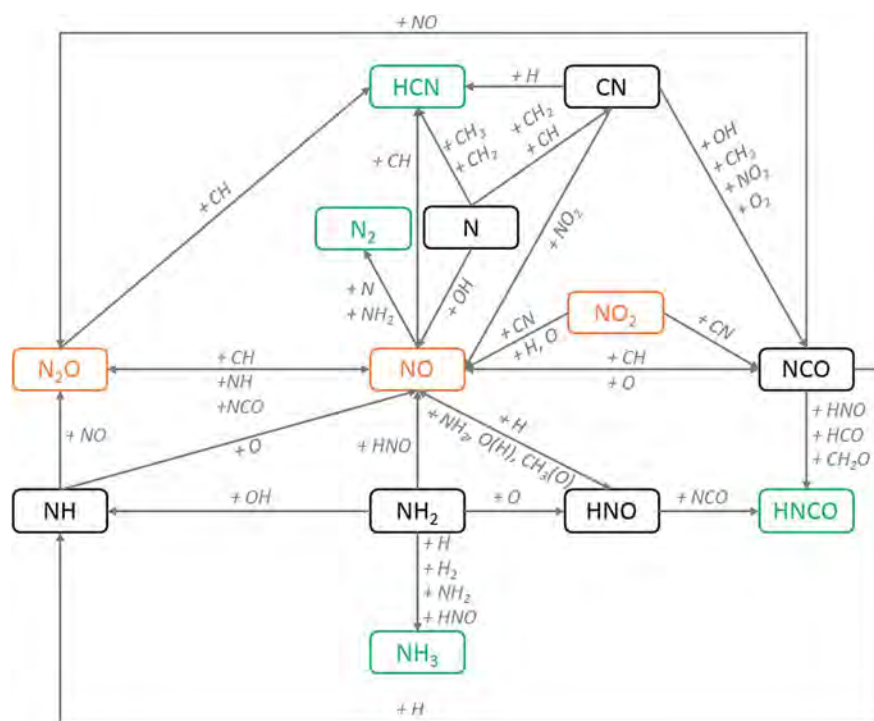 + NO
HCN
+ H
CN
+ CH₃
+ CH₂
+ CH₂
+ CH
+ OH
+ CH₃
+ NO₂
+ O₂
+ CH
+ CH
N₂
N
+ NO₂
+ N
+ NH₂
+ OH
NO₂
+ CN
+ H, O
+ CN
N₂O
+ CH
+NH
+NCO
NO
+ CH
+ O
NCO
+ NO
+ O
+ HNO
+ H
+ NH₂, O(H), CH₃(O)
+ HNO
+ HCO
+ CH₂O
NH
+ OH
NH₂
+ O
HNO
+ NCO
HNCO
+ H
+ H₂
+ NH₂
+ HNO
NH₃
+ H